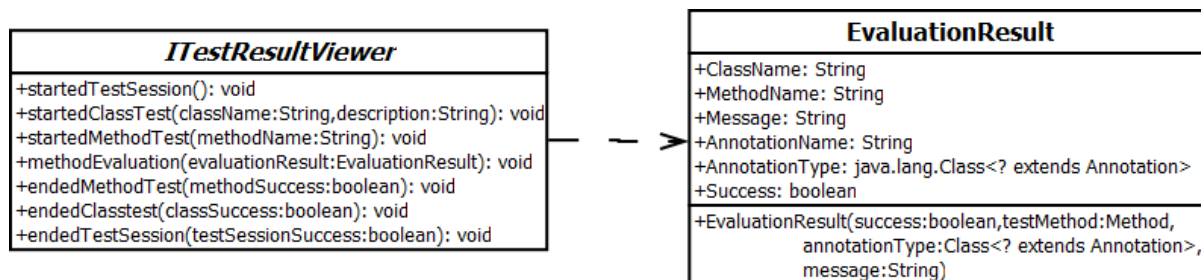 ITestResultViewer
+startedTestSession(): void
+startedClassTest(className:String,description:String): void
+startedMethodTest(methodName:String): void
+methodEvaluation(evaluationResult:EvaluationResult): void
+endedMethodTest(methodSuccess:boolean): void
+endedClasstest(classSuccess:boolean): void
+endedTestSession(testSessionSuccess:boolean): void
EvaluationResult
+ClassName: String
+MethodName: String
+Message: String
+AnnotationName: String
+AnnotationType: java.lang.Class<? extends Annotation>
+Success: boolean
+EvaluationResult(success:boolean,testMethod:Method,
annotationType:Class<? extends Annotation>,
message:String)